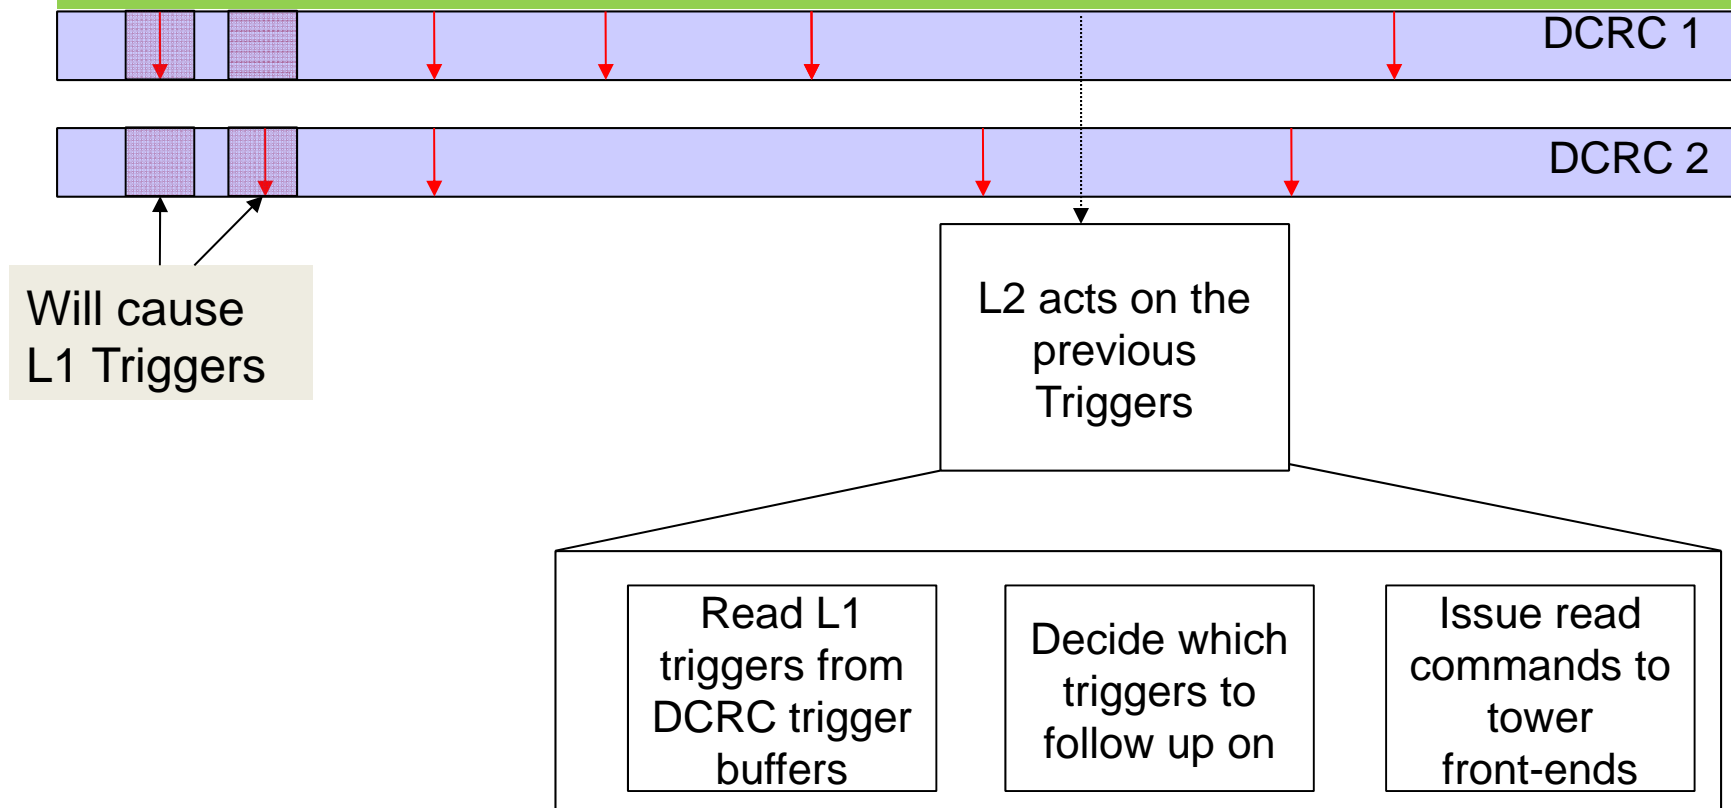 DCRC 1
DCRC 2
Will cause
L1 Triggers
L2 acts on the
previous
Triggers
Read L1
triggers from
DCRC trigger
buffers
Decide which
triggers to
follow up on
Issue read
commands to
tower
front-ends